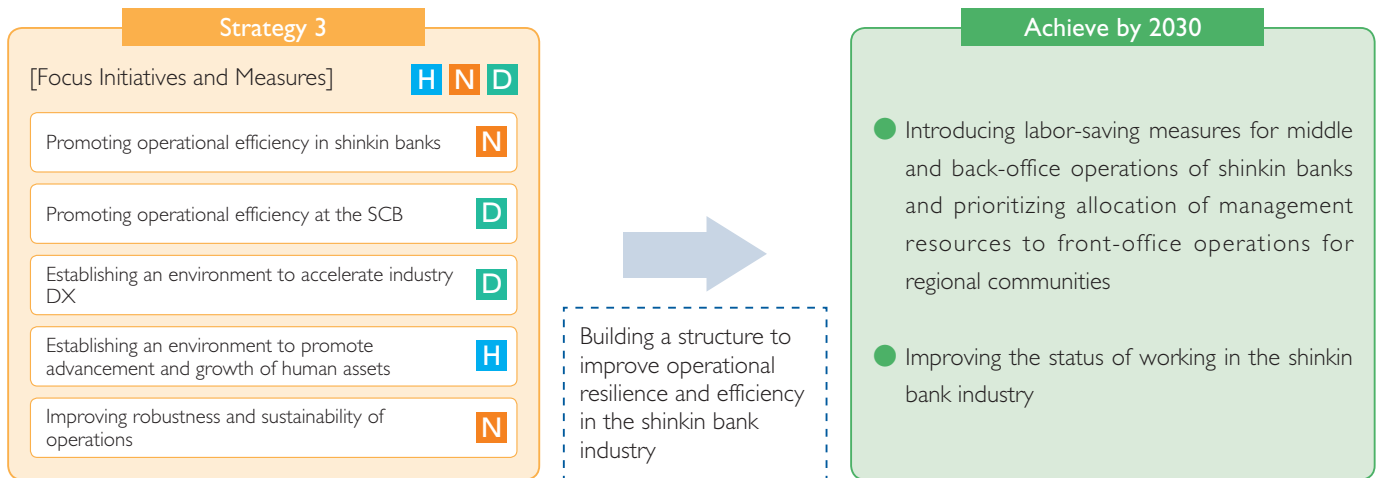 Strategy 3
[Focus Initiatives and Measures] H N D
Promoting operational efficiency in shinkin banks N
Promoting operational efficiency at the SCB D
Establishing an environment to accelerate industry
DX D
Establishing an environment to promote
advancement and growth of human assets H
Improving robustness and sustainability of
operations N
Building a structure to
improve operational
resilience and efficiency
in the shinkin bank
industry
Achieve by 2030
Introducing labor-saving measures for middle
and back-office operations of shinkin banks
and prioritizing allocation of management
resources to front-office operations for
regional communities
Improving the status of working in the shinkin
bank industry